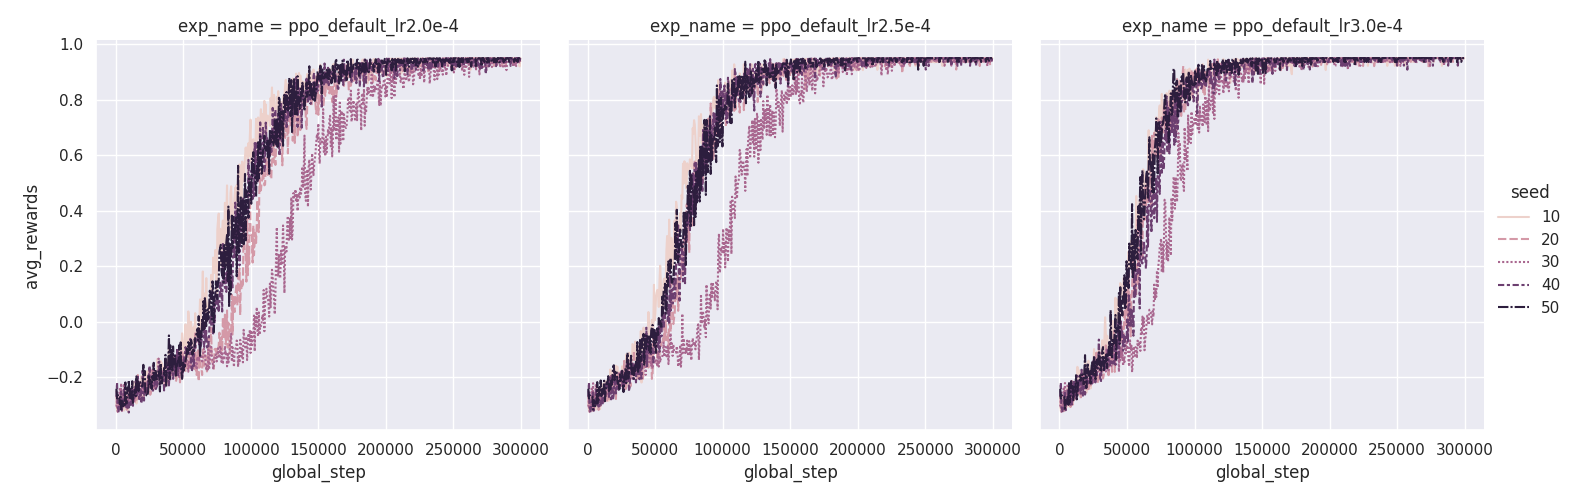 exp_name = ppo_default_lr2.0e-4
exp_name = ppo_default_lr2.5e-4
exp_name = ppo_default_lr3.0e-4
1.0
0.8
0.6
0.4
0.2
0.0
−0.2
avg_rewards
0 50000 100000 150000 200000 250000 300000
0 50000 100000 150000 200000 250000 300000
0 50000 100000 150000 200000 250000 300000
global_step
global_step
global_step
seed
10
20
30
40
50